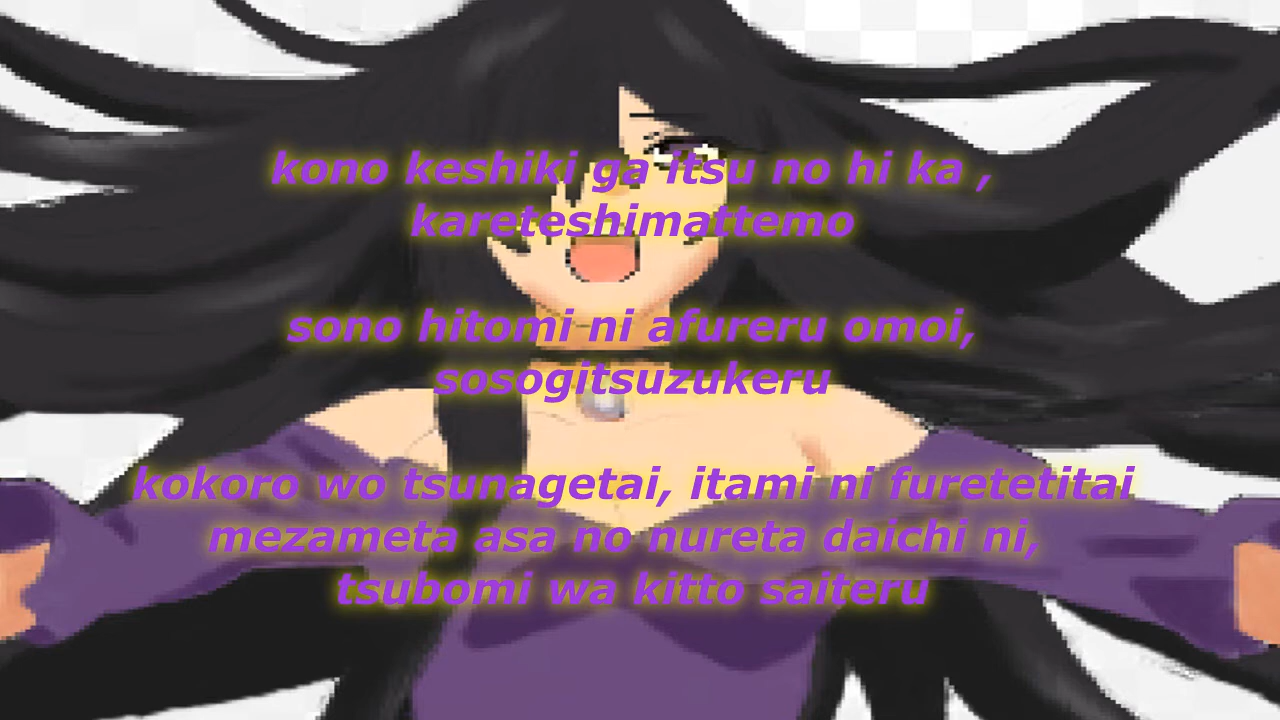 kono keshiki ga itsu no hi ka ,
kareteshimattemo
sono hitomi ni afureru omoi,
sosogitsuzukeru
kokoro wo tsunagetai, itami ni furetetitai
mezameta asa no nureta daichi ni,
tsubomi wa kitto saiteru